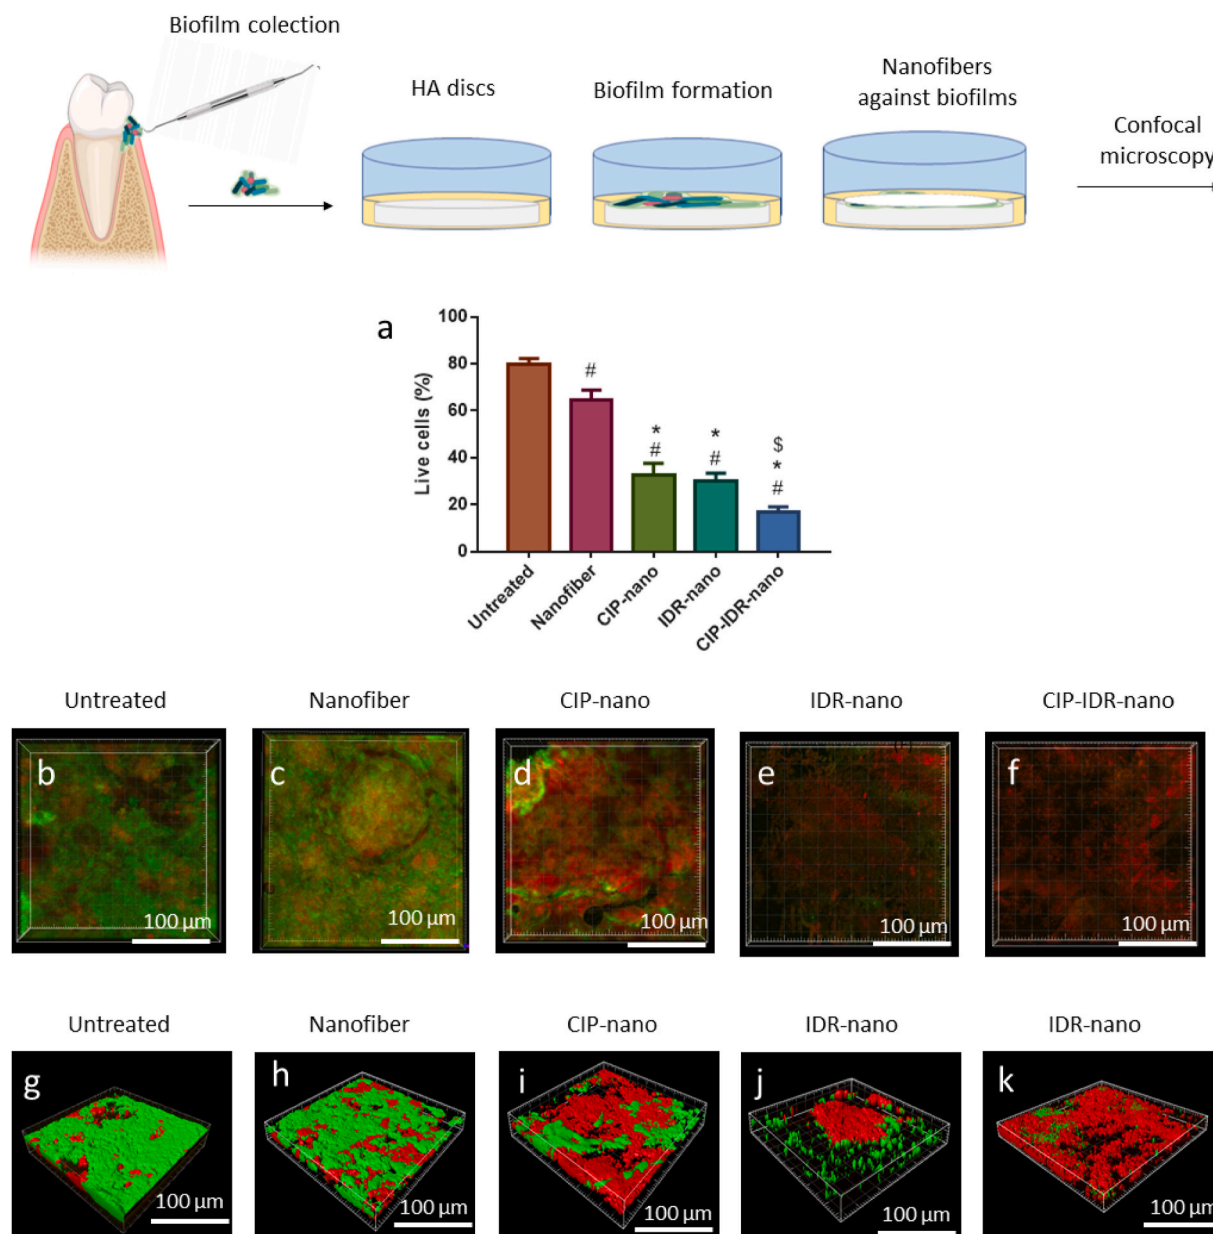 Biofilm colection
HA discs
Biofilm formation
Nanofibers
against biofilms
Confocal
microscopy
a
Live cells (%)
100
80
60
40
20
0
#
*
#
*
#
$
*
#
Untreated
Nanofiber
CIP-nano
IDR-nano
CIP-IDR-nano
Untreated Nanofiber CIP-nano IDR-nano CIP-IDR-nano
b c d e f
100 µm 100 µm 100 µm 100 µm 100 µm
Untreated Nanofiber CIP-nano IDR-nano IDR-nano
g h i j k
100 µm 100 µm 100 µm 100 µm 100 µm